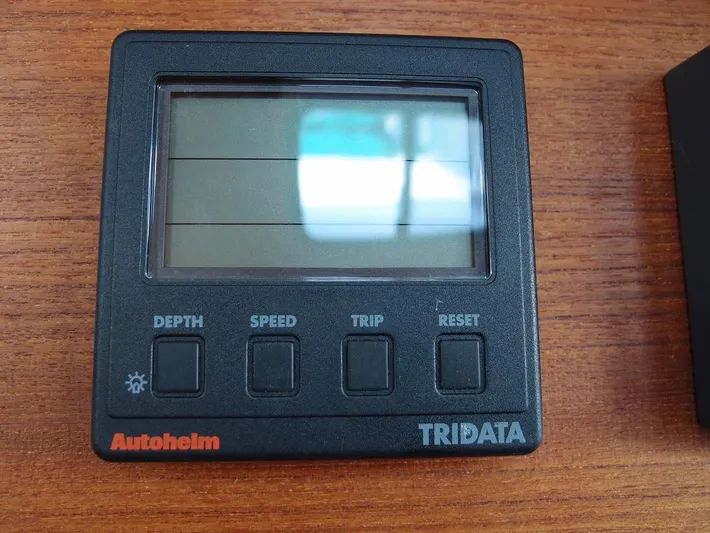 DEPTH SPEED TRIP RESET
Autohelm TRIDATA